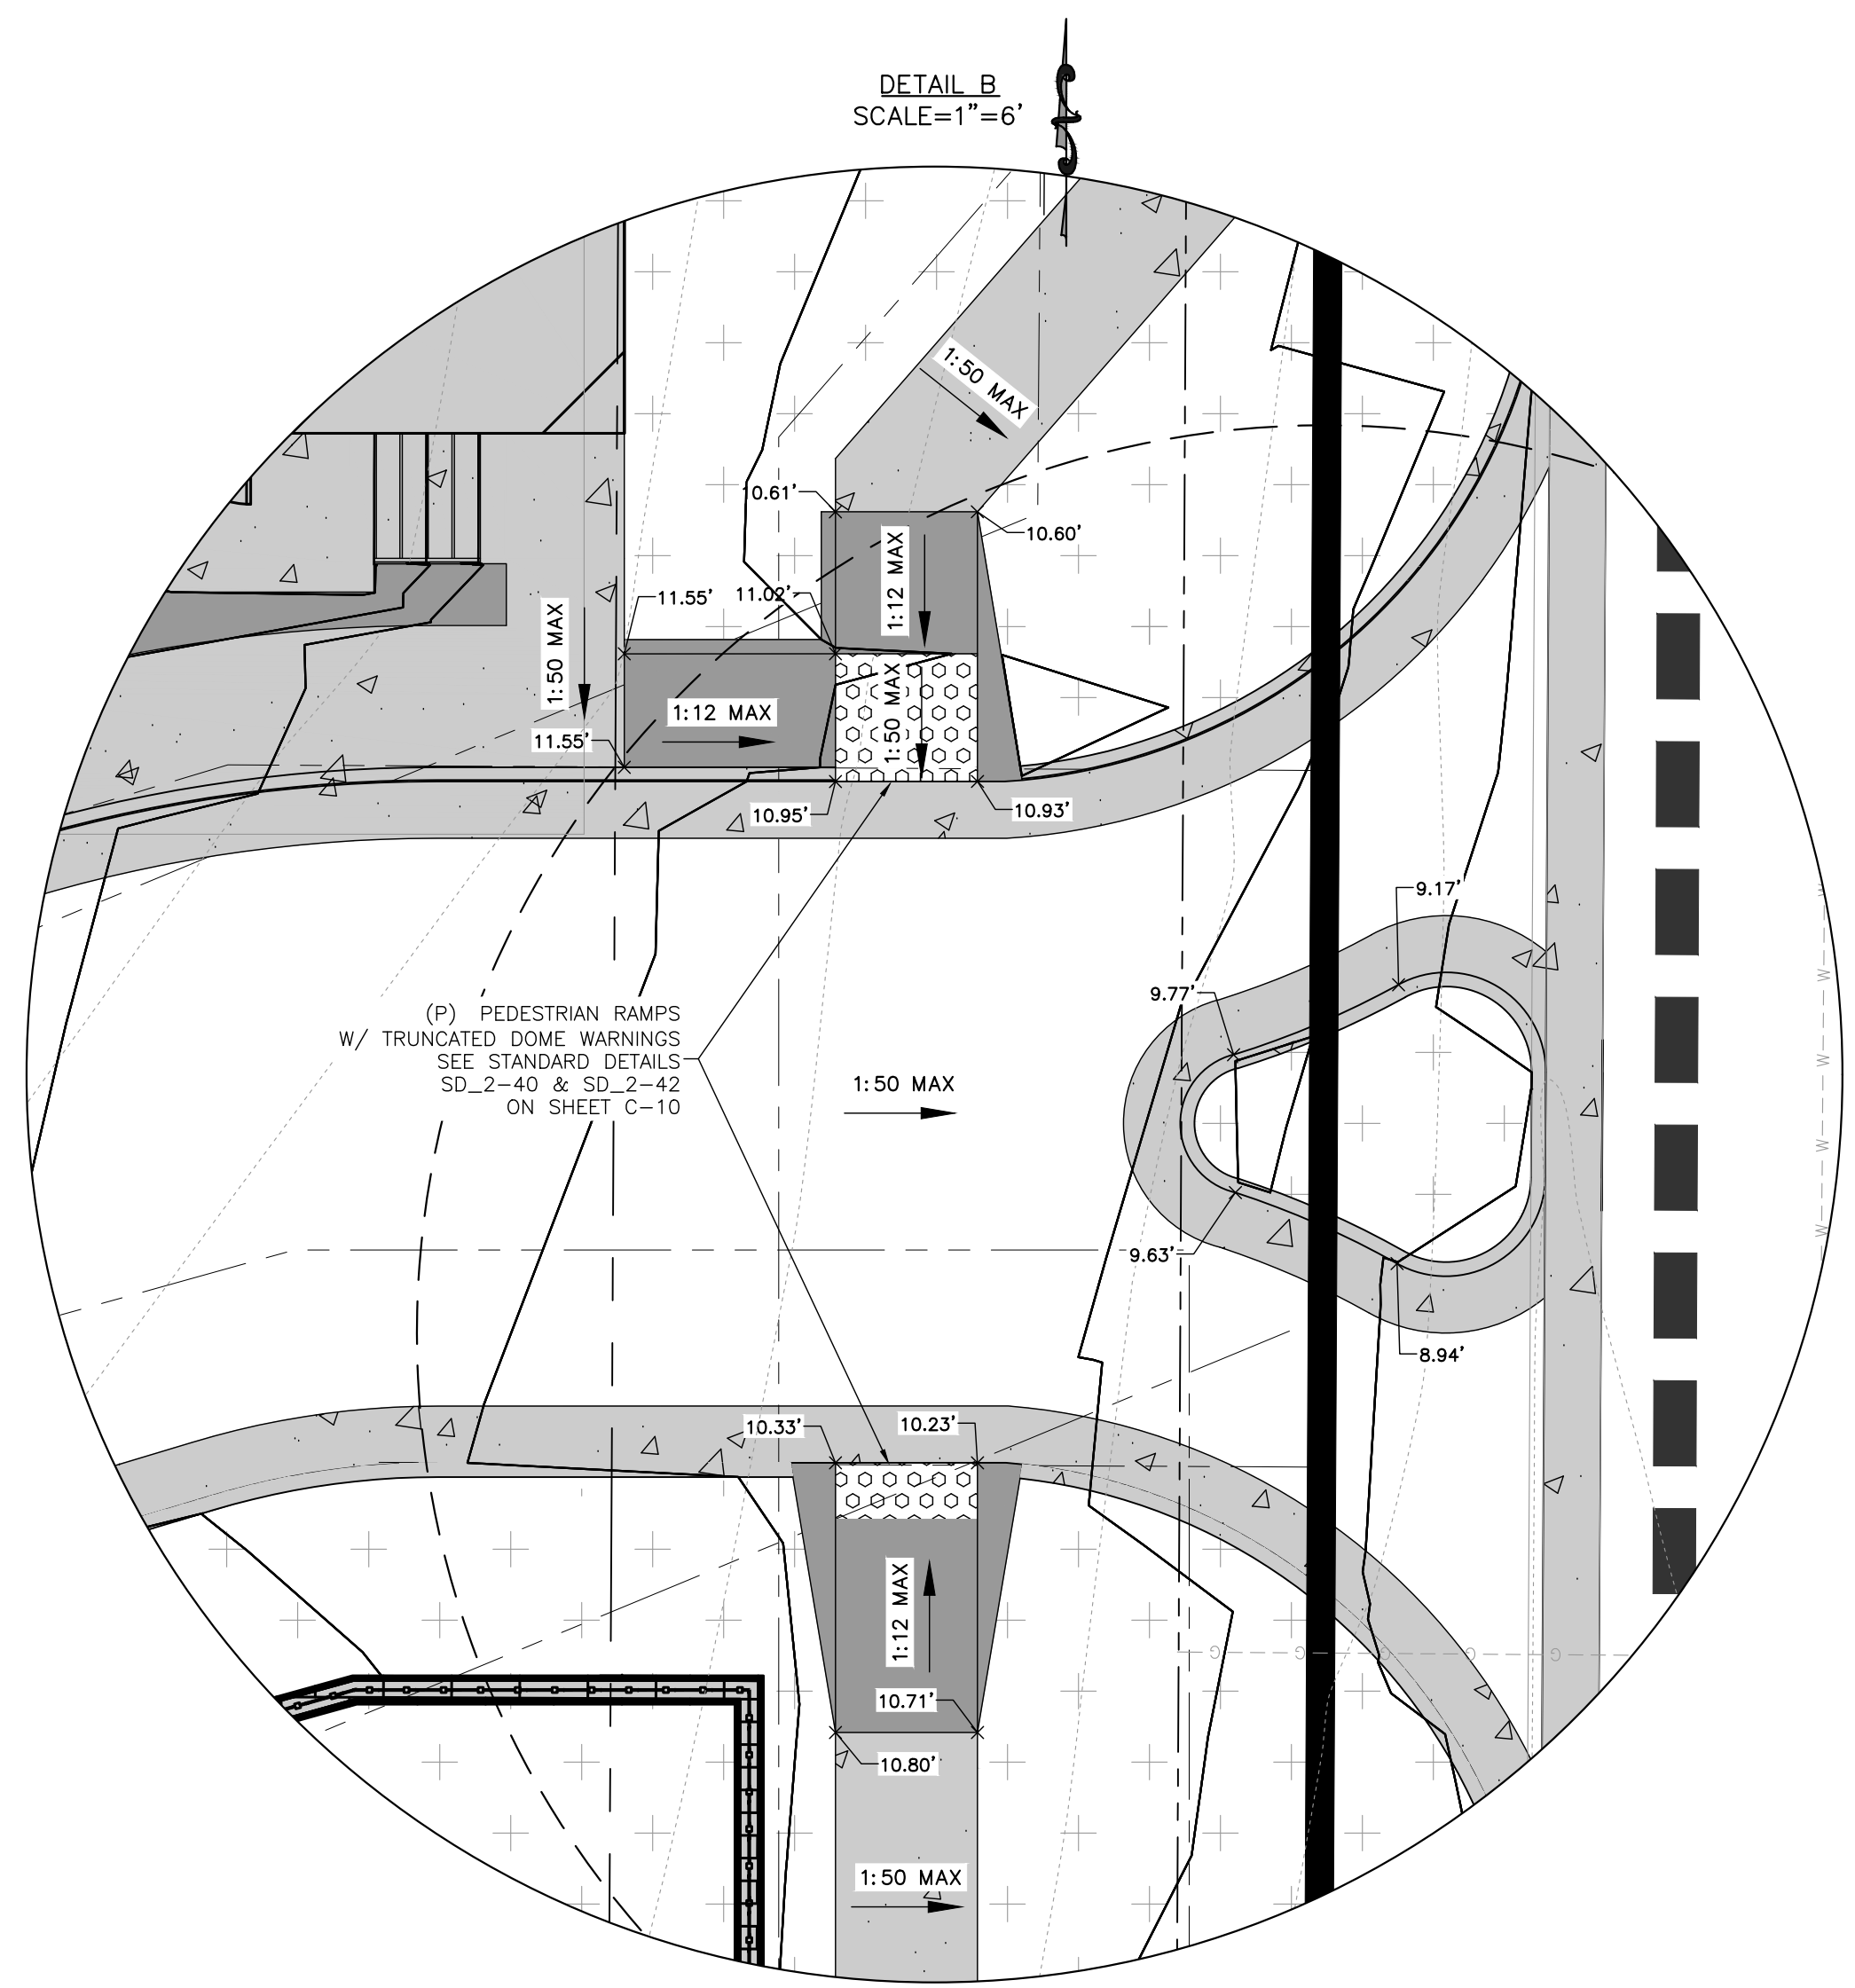 DETAIL B
SCALE=1"=6'
1:50 MAX
10.61'
10.60'
1:12 MAX
11.55'
11.02'
1:50 MAX
1:12 MAX
1:50 MAX
11.55'
10.95'
10.93'
9.17'
9.77'
(P) PEDESTRIAN RAMPS
W/ TRUNCATED DOME WARNINGS
SEE STANDARD DETAILS
SD_2-40 & SD_2-42
ON SHEET C-10
1:50 MAX
W
W
W
W
W
9.63'
8.94'
10.33'
10.23'
1:12 MAX
G G G G G
10.71'
10.80'
1:50 MAX